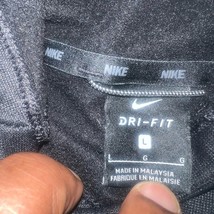 NIKE NIKE NIKE
DRI-FIT
L
L G G
MADE IN MALAYSIA
FABRIQUÉ EN MALAISIE